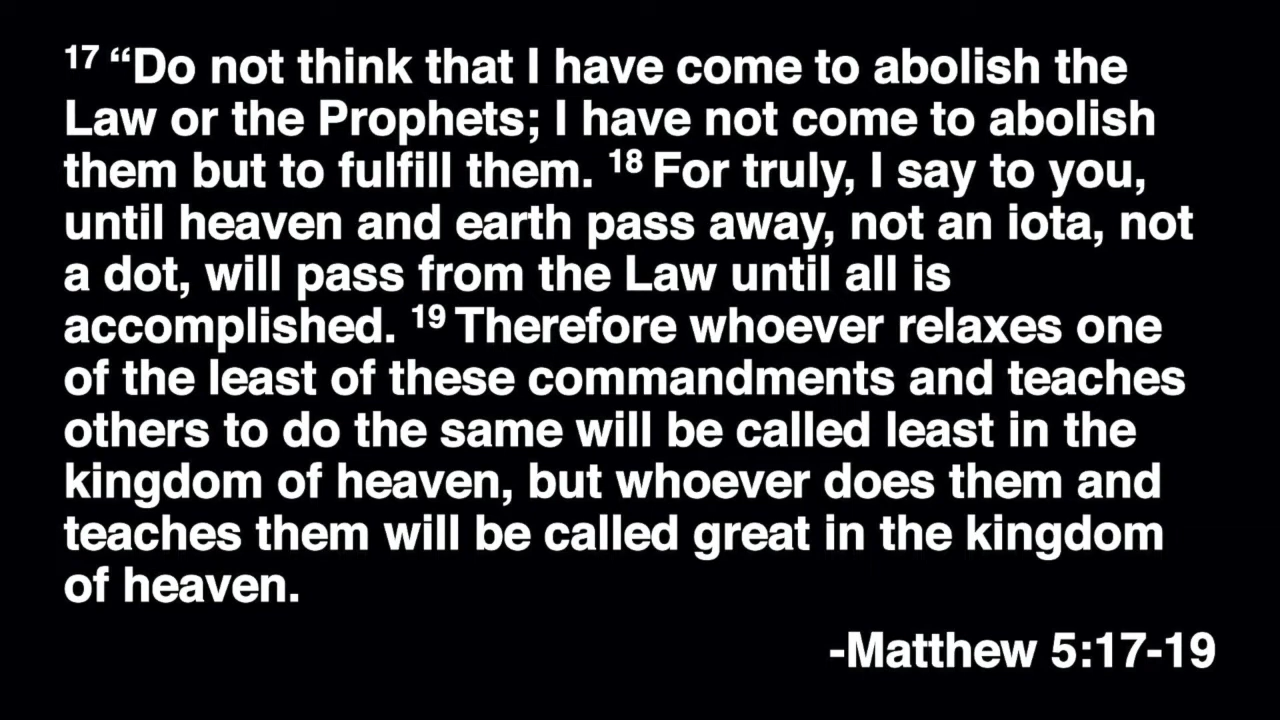 17 “Do not think that I have come to abolish the
Law or the Prophets; I have not come to abolish
them but to fulfill them. 18 For truly, I say to you,
until heaven and earth pass away, not an iota, not
a dot, will pass from the Law until all is
accomplished. 19 Therefore whoever relaxes one
of the least of these commandments and teaches
others to do the same will be called least in the
kingdom of heaven, but whoever does them and
teaches them will be called great in the kingdom
of heaven.
-Matthew 5:17-19